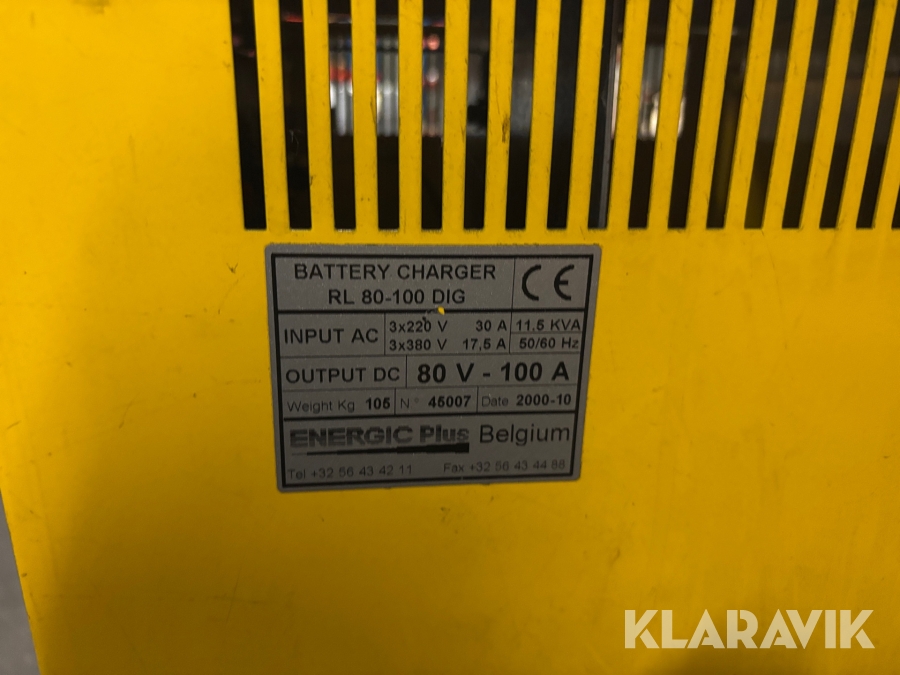 BATTERY CHARGER
RL 80-100 DIG
CE
INPUT AC
3x220 V 30 A 11,5 KVA
3x380 V 17,5 A 50/60 Hz
OUTPUT DC 80 V - 100 A
Weight Kg 105 N° 45007 Date 2000-10
ENERGIC Plus Belgium
Tel +32 56 43 42 11 Fax +32 56 43 44 88
KLARAVIK